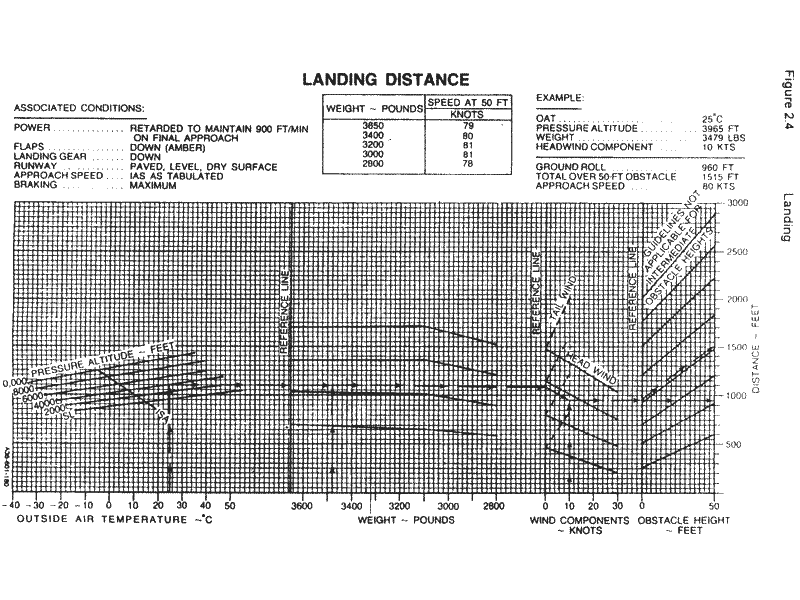 LANDING DISTANCE
ASSOCIATED CONDITIONS:
POWER ............. RETARDED TO MAINTAIN 900 FT/MIN
ON FINAL APPROACH
FLAPS ............. DOWN (AMBER)
LANDING GEAR ...... DOWN
RUNWAY ............ PAVED, LEVEL, DRY SURFACE
APPROACH SPEED .... IAS AS TABULATED
BRAKING ........... MAXIMUM
WEIGHT ~ POUNDS SPEED AT 50 FT
KNOTS
3650 79
3400 80
3200 81
3000 81
2800 78
EXAMPLE:
OAT ............... 25°C
PRESSURE ALTITUDE ... 3965 FT
WEIGHT ............ 3479 LBS
HEADWIND COMPONENT ... 10 KTS
GROUND ROLL ....... 960 FT
TOTAL OVER 50-FT OBSTACLE 1515 FT
APPROACH SPEED .... 80 KTS
Figure 2.4 Landing
REFERENCE LINE
REFERENCE LINE
REFERENCE LINE
TAIL WIND
HEAD WIND
GUIDELINES NOT
APPLICABLE FOR
INTERMEDIATE
OBSTACLE HEIGHTS
PRESSURE ALTITUDE ~ FEET
0,000
8000
6000
4000
2000
SL
ISA
3000
2500
2000
1500
1000
500
DISTANCE ~ FEET
-40 -30 -20 -10 0 10 20 30 40 50 3600 3400 3200 3000 2800 0 10 20 30 0 50
OUTSIDE AIR TEMPERATURE ~°C WEIGHT ~ POUNDS WIND COMPONENTS OBSTACLE HEIGHT
~ KNOTS ~ FEET